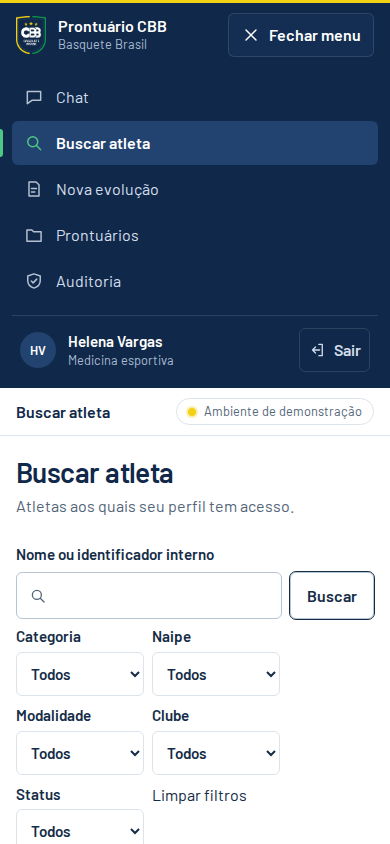 CBB
Prontuário CBB
Basquete Brasil
Fechar menu
Chat
Buscar atleta
Nova evolução
Prontuários
Auditoria
HV
Helena Vargas
Medicina esportiva
Sair
Buscar atleta
Ambiente de demonstração
Buscar atleta
Atletas aos quais seu perfil tem acesso.
Nome ou identificador interno
Buscar
Categoria
Naipe
Todos
Todos
Modalidade
Clube
Todos
Todos
Status
Limpar filtros
Todos